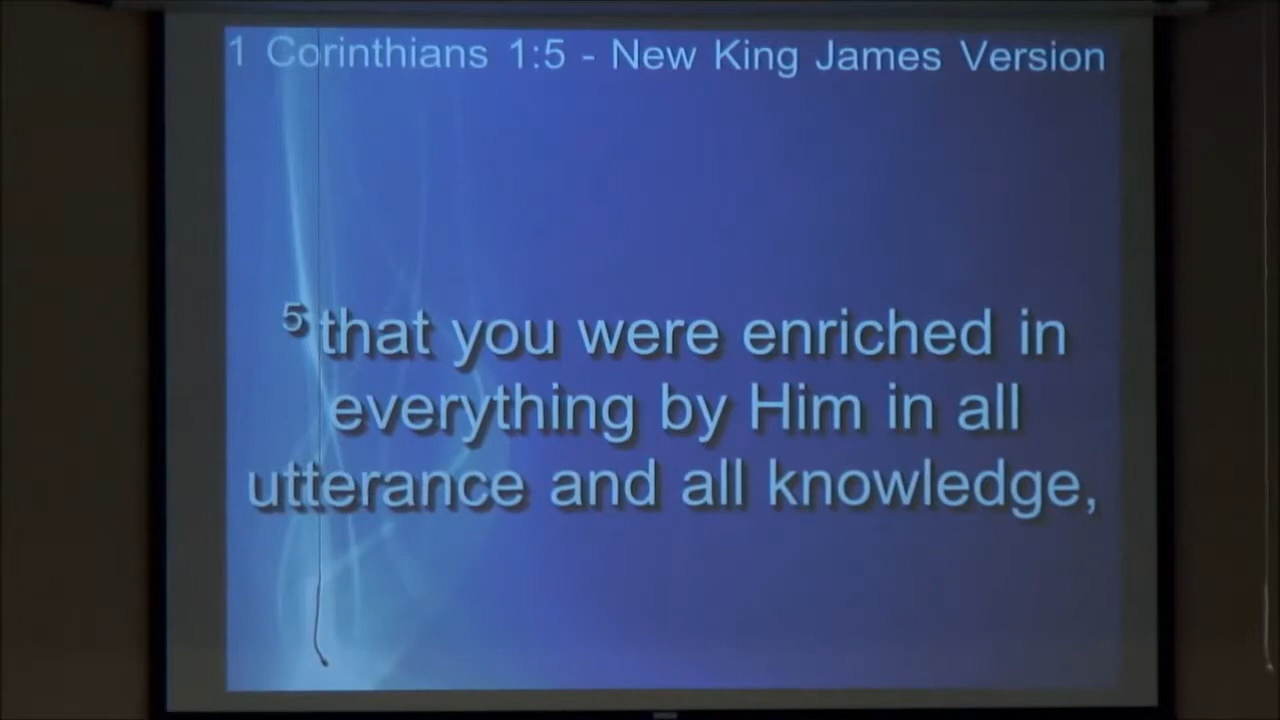 1 Corinthians 1:5 - New King James Version
5 that you were enriched in
everything by Him in all
utterance and all knowledge,